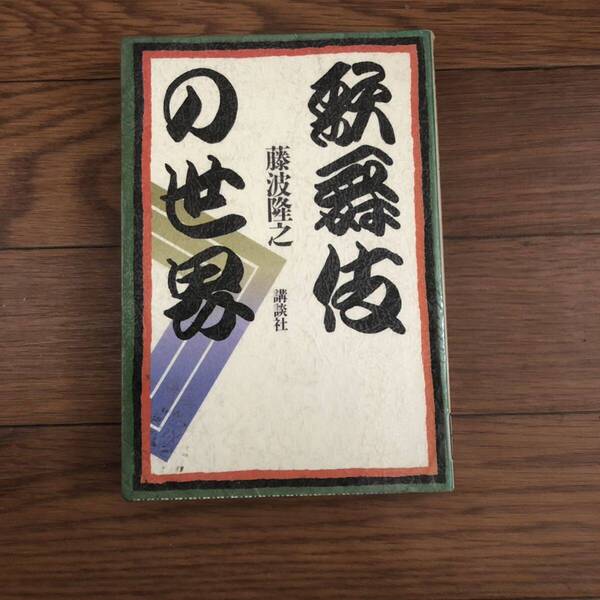 歌舞伎
の世界
藤波隆之
講談社